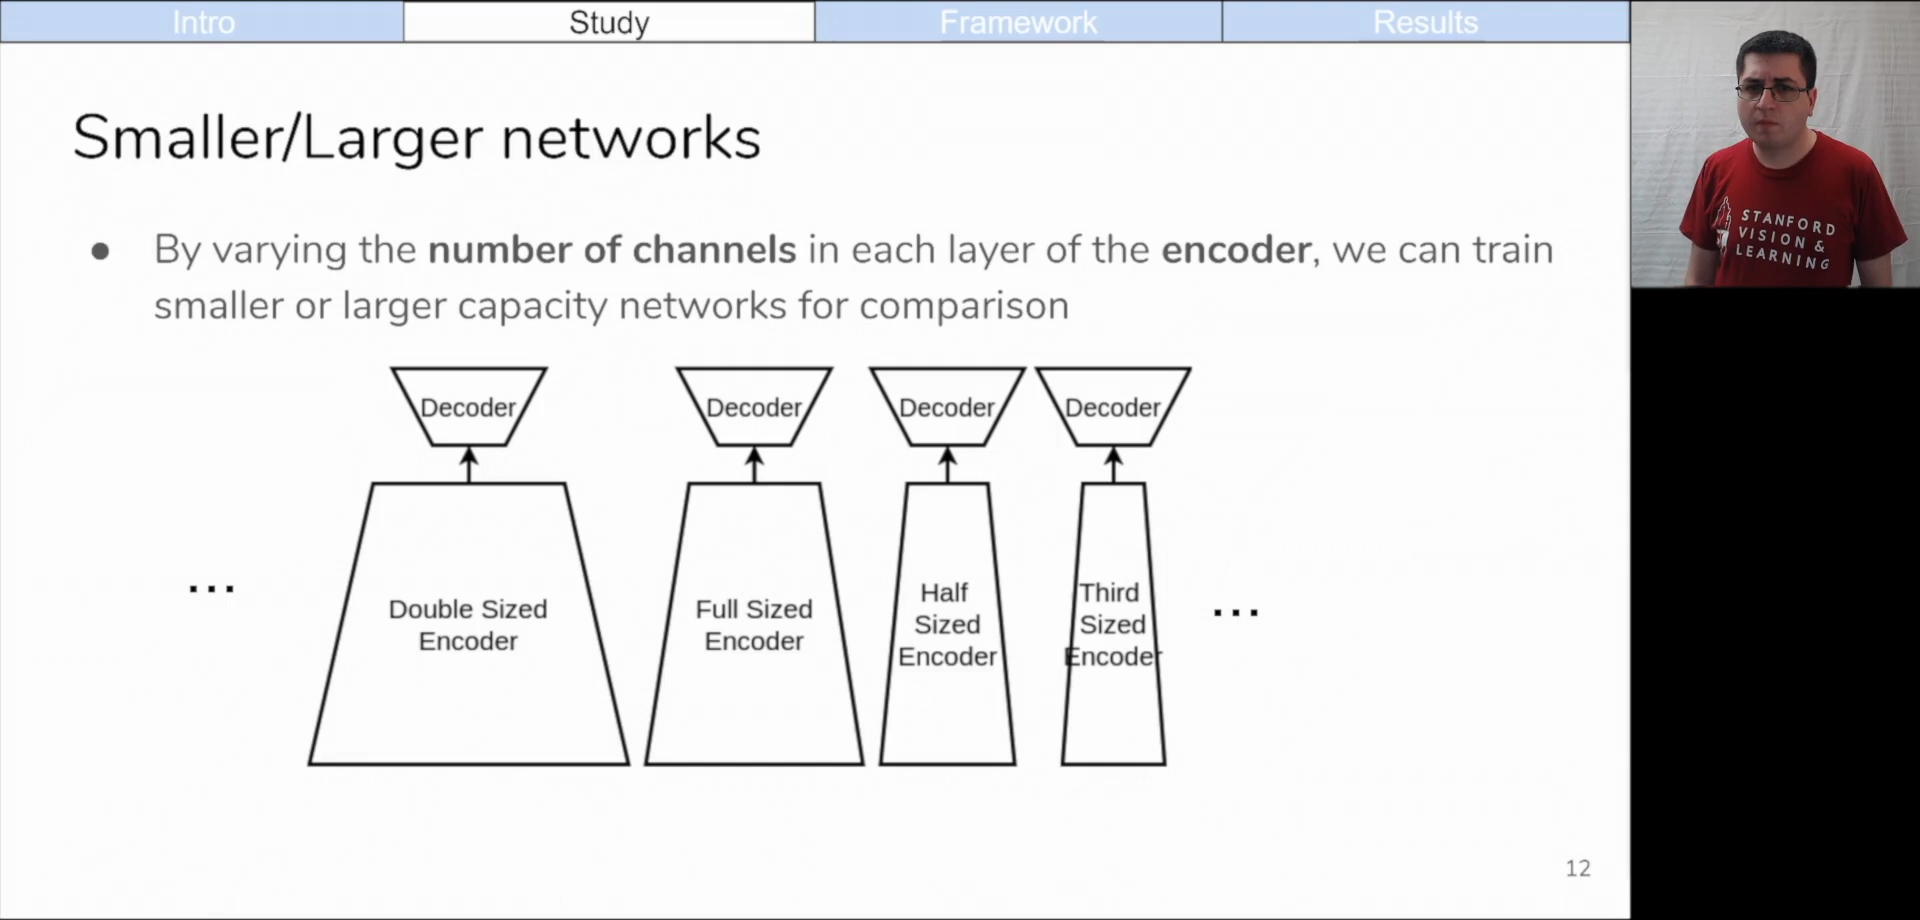 Intro
Study
Framework
Results
Smaller/Larger networks
● By varying the number of channels in each layer of the encoder, we can train
smaller or larger capacity networks for comparison
Decoder
Decoder
Decoder
Decoder
...
Double Sized
Encoder
Full Sized
Encoder
Half
Sized
Encoder
Third
Sized
Encoder
...
12
STANFORD
VISION &
LEARNING